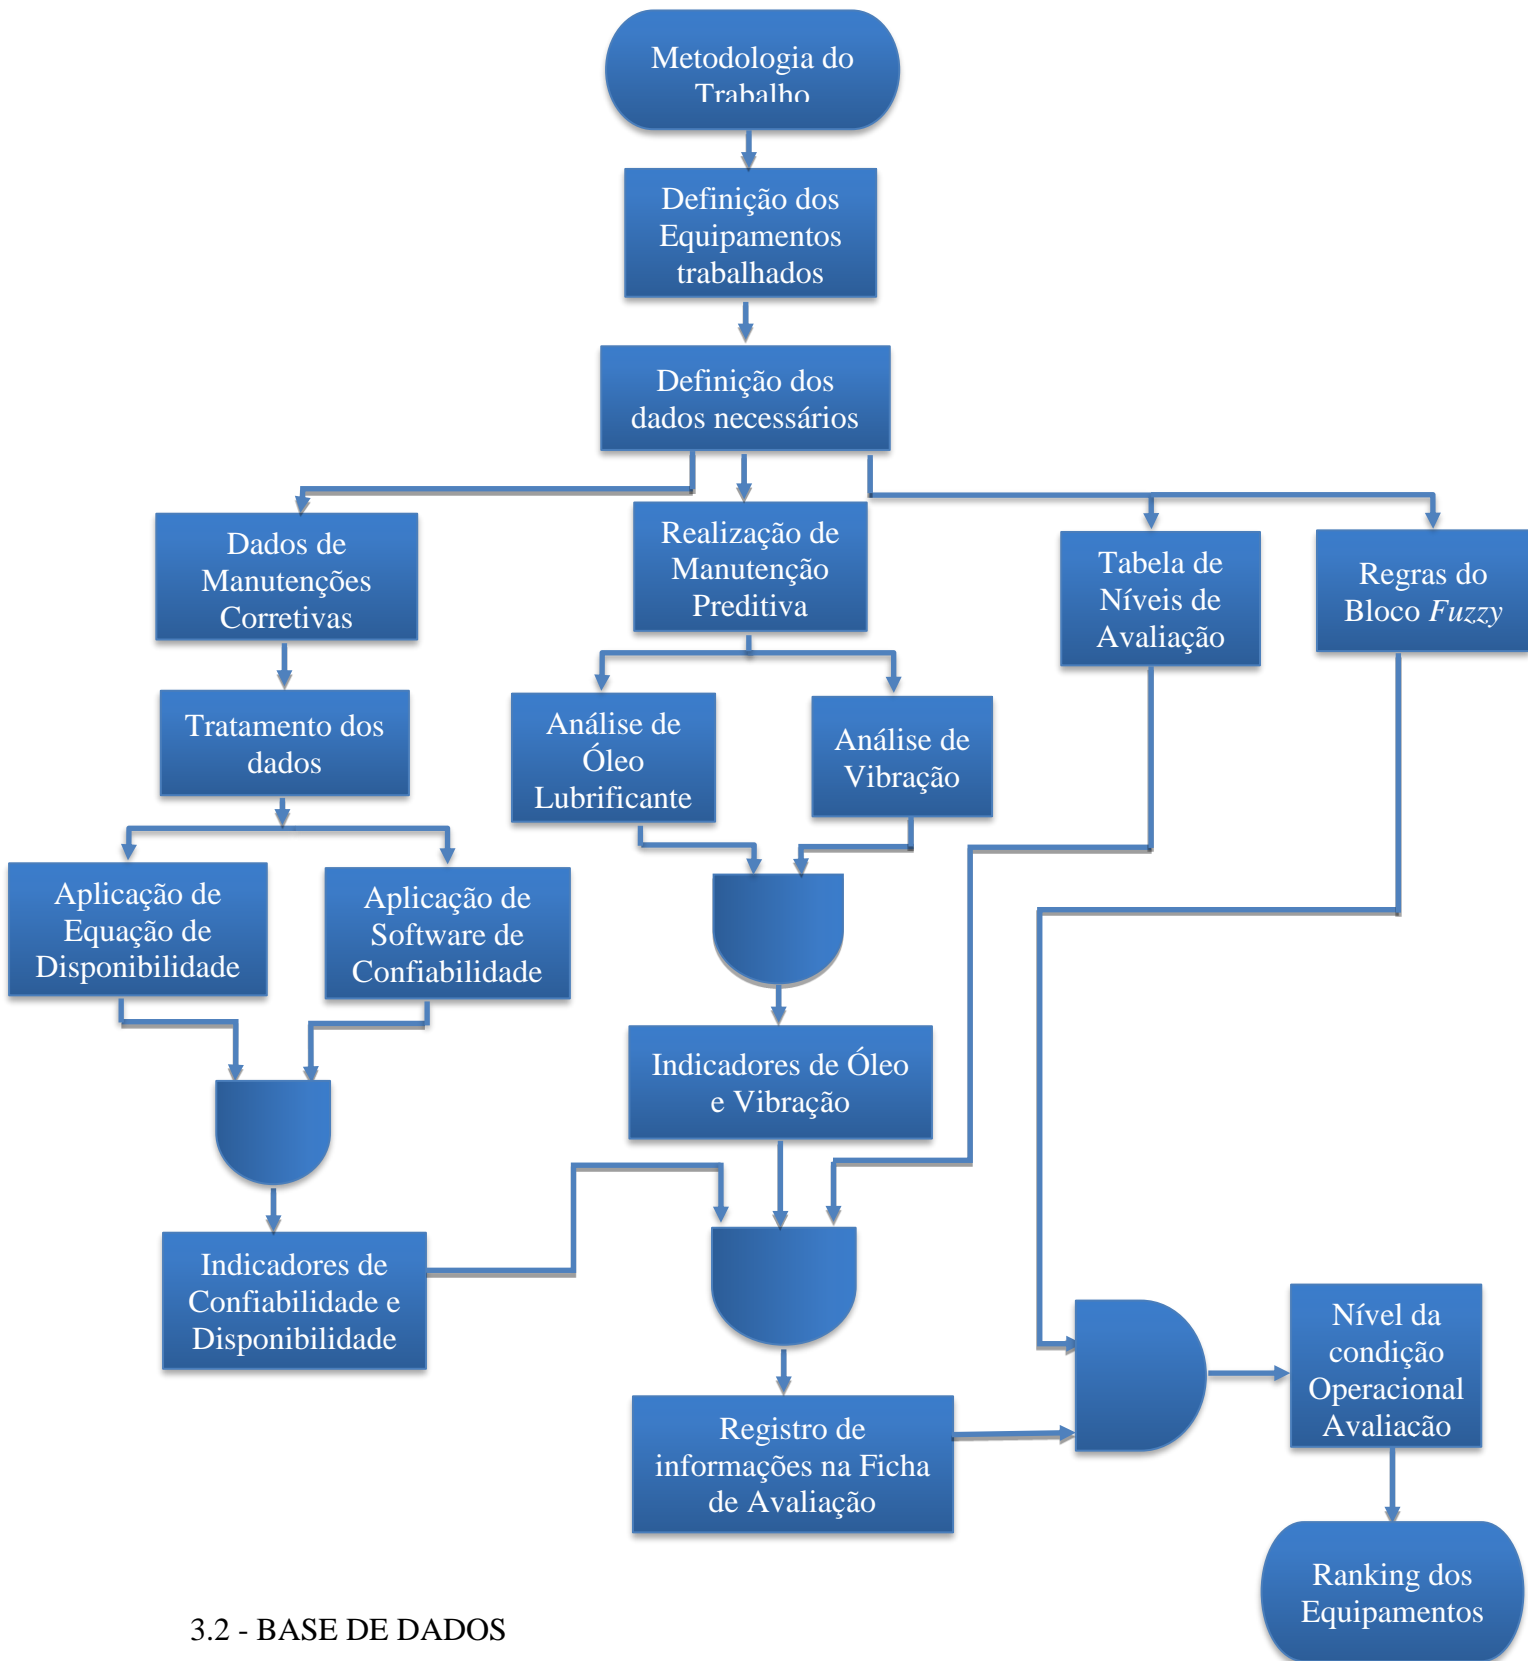 Metodologia do
Trabalho
Definição dos
Equipamentos
trabalhados
Definição dos
dados necessários
Dados de
Manutenções
Corretivas
Realização de
Manutenção
Preditiva
Tabela de
Níveis de
Avaliação
Regras do
Bloco Fuzzy
Tratamento dos
dados
Análise de
Óleo
Lubrificante
Análise de
Vibração
Aplicação de
Equação de
Disponibilidade
Aplicação de
Software de
Confiabilidade
Indicadores de Óleo
e Vibração
Indicadores de
Confiabilidade e
Disponibilidade
Nível da
condição
Operacional
Avaliacão
Registro de
informações na Ficha
de Avaliação
Ranking dos
Equipamentos
3.2 - BASE DE DADOS